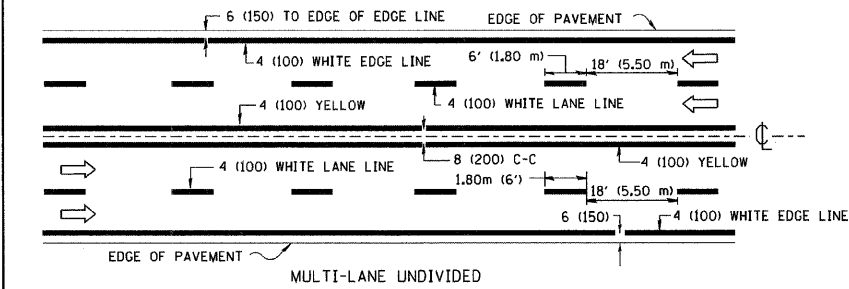 6 (150) TO EDGE OF EDGE LINE
EDGE OF PAVEMENT
4 (100) WHITE EDGE LINE
6' (1.80 m)
18' (5.50 m)
4 (100) YELLOW
4 (100) WHITE LANE LINE
CL
4 (100) WHITE LANE LINE
8 (200) C-C
4 (100) YELLOW
1.80m (6')
18' (5.50 m)
6 (150)
4 (100) WHITE EDGE LINE
EDGE OF PAVEMENT
MULTI-LANE UNDIVIDED